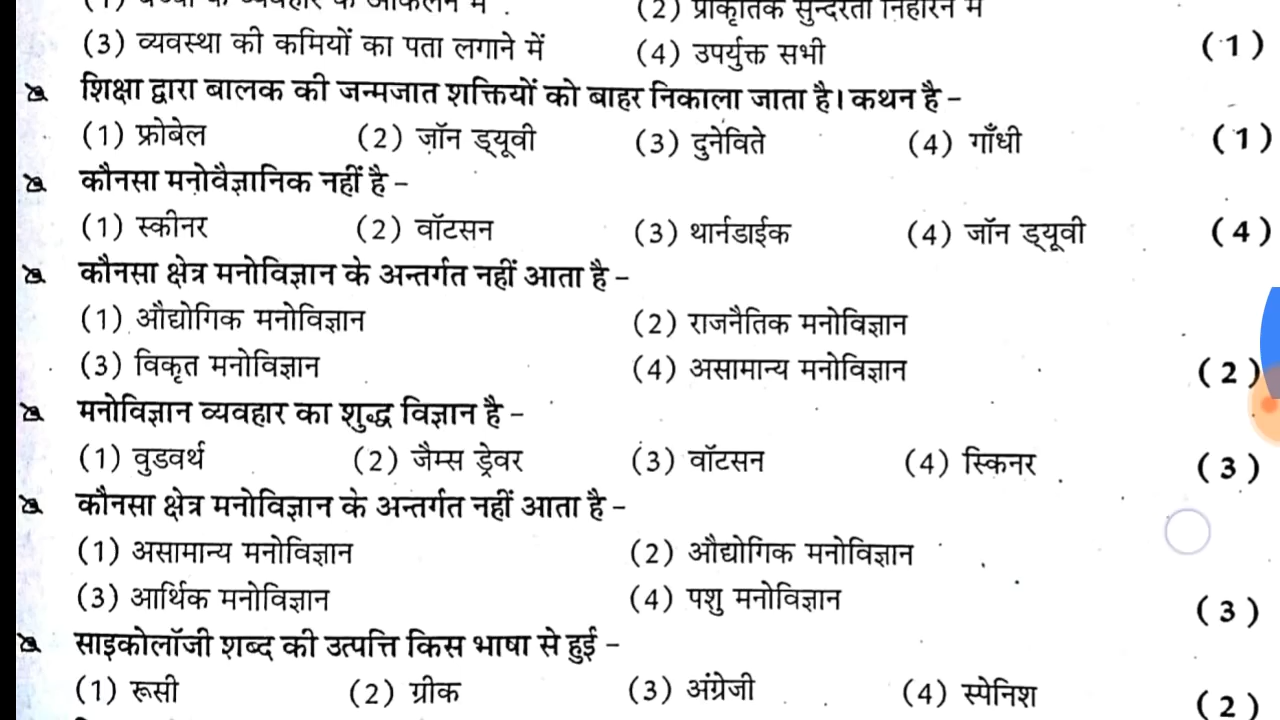 (2) प्राकृतिक सुन्दरता निहारने में
(3) व्यवस्था की कमियों का पता लगाने में (4) उपर्युक्त सभी (1)
शिक्षा द्वारा बालक की जन्मजात शक्तियों को बाहर निकाला जाता है। कथन है –
(1) फ्रोबेल (2) जॉन ड्यूवी (3) दुनेविते (4) गाँधी (1)
कौनसा मनोवैज्ञानिक नहीं है –
(1) स्कीनर (2) वॉटसन (3) थार्नडाईक (4) जॉन ड्यूवी (4)
कौनसा क्षेत्र मनोविज्ञान के अन्तर्गत नहीं आता है –
(1) औद्योगिक मनोविज्ञान (2) राजनैतिक मनोविज्ञान
(3) विकृत मनोविज्ञान (4) असामान्य मनोविज्ञान (2)
मनोविज्ञान व्यवहार का शुद्ध विज्ञान है –
(1) वुडवर्थ (2) जैम्स ड्रेवर (3) वॉटसन (4) स्किनर (3)
कौनसा क्षेत्र मनोविज्ञान के अन्तर्गत नहीं आता है –
(1) असामान्य मनोविज्ञान (2) औद्योगिक मनोविज्ञान
(3) आर्थिक मनोविज्ञान (4) पशु मनोविज्ञान (3)
साइकोलॉजी शब्द की उत्पत्ति किस भाषा से हुई –
(1) रूसी (2) ग्रीक (3) अंग्रेजी (4) स्पेनिश (2)